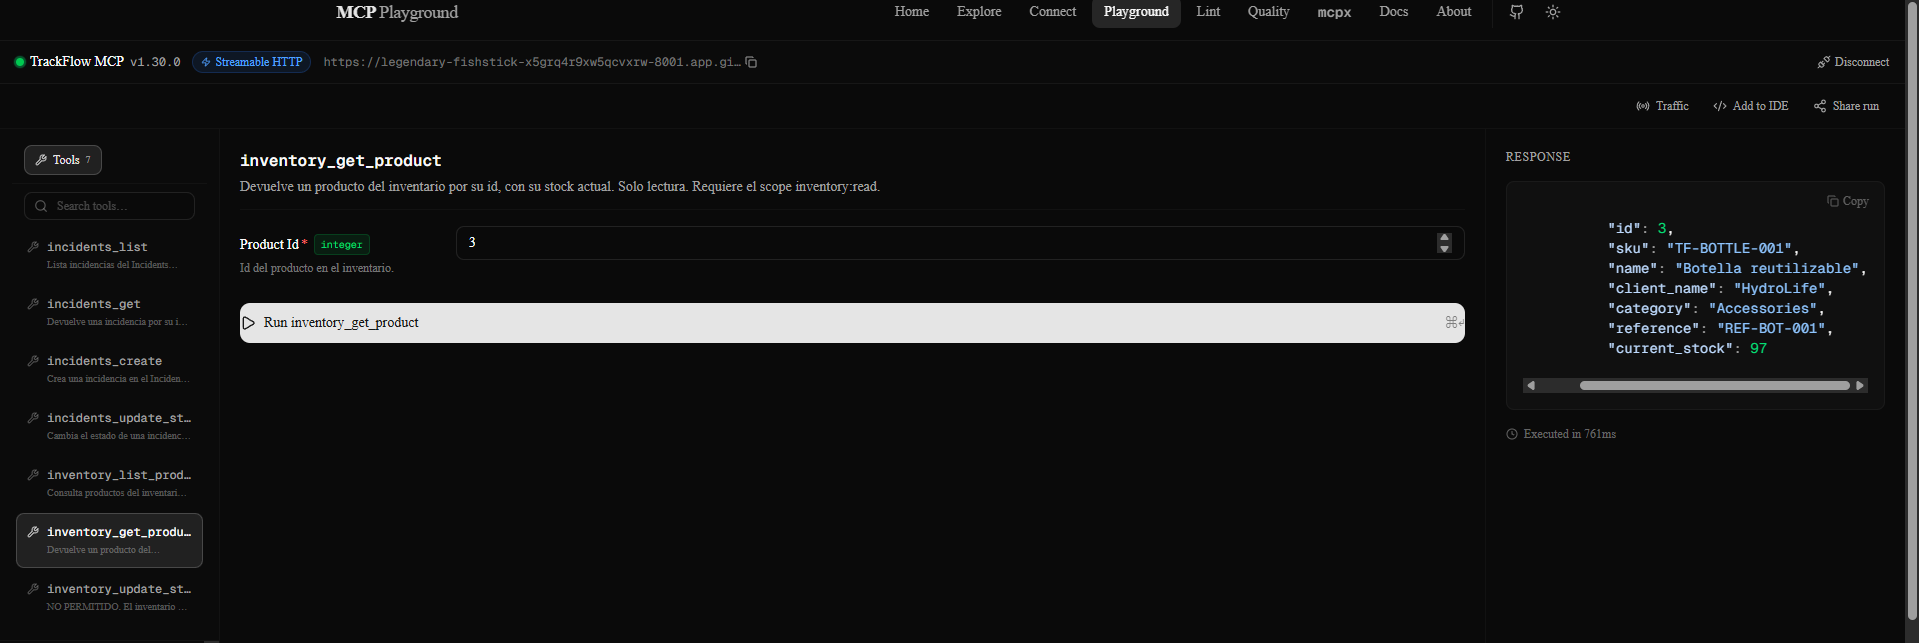 MCP Playground
Home Explore Connect Playground Lint Quality mcpx Docs About
TrackFlow MCP v1.30.0 Streamable HTTP https://legendary-fishstick-x5grq4r9xw5qcvxrw-8001.app.gi…
Disconnect
Traffic Add to IDE Share run
Tools 7
Search tools…
incidents_list
Lista incidencias del Incidents…
incidents_get
Devuelve una incidencia por su i…
incidents_create
Crea una incidencia en el Inciden…
incidents_update_st…
Cambia el estado de una incidenc…
inventory_list_prod…
Consulta productos del inventari…
inventory_get_produ…
Devuelve un producto del…
inventory_update_st…
NO PERMITIDO. El inventario …
inventory_get_product
Devuelve un producto del inventario por su id, con su stock actual. Solo lectura. Requiere el scope inventory:read.
Product Id * integer
Id del producto en el inventario.
3
Run inventory_get_product ⌘↵
RESPONSE
Copy
"id": 3,
"sku": "TF-BOTTLE-001",
"name": "Botella reutilizable",
"client_name": "HydroLife",
"category": "Accessories",
"reference": "REF-BOT-001",
"current_stock": 97
Executed in 761ms